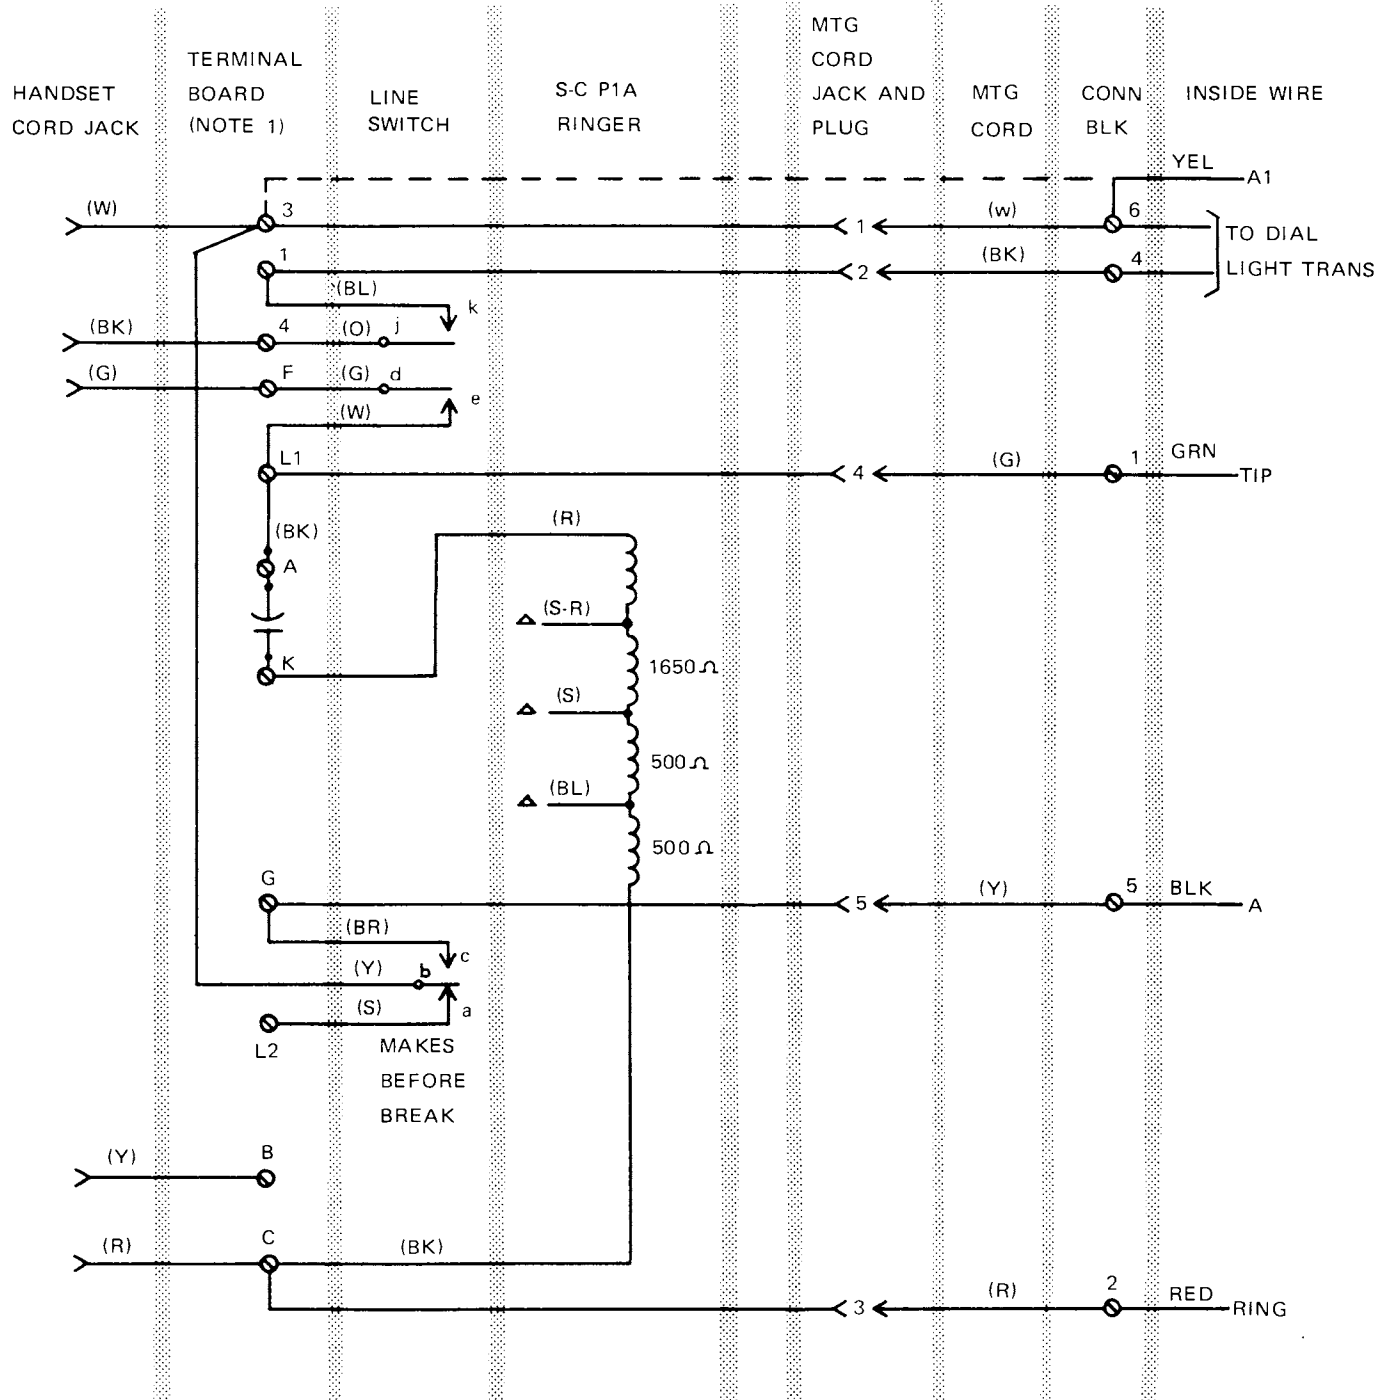 HANDSET
CORD JACK
TERMINAL
BOARD
(NOTE 1)
LINE
SWITCH
S-C P1A
RINGER
MTG
CORD
JACK AND
PLUG
MTG
CORD
CONN
BLK
INSIDE WIRE
YEL
A1
(W)
3
1
(w)
6
TO DIAL
LIGHT TRANS
1
2
(BK)
4
(BL)
k
(BK)
4
(O)
j
(G)
F
(G)
d
e
(W)
L1
4
(G)
1
GRN
TIP
(BK)
A
(R)
(S-R)
K
1650Ω
(S)
500Ω
(BL)
500Ω
G
5
(Y)
5
BLK
A
(BR)
c
(Y)
b
(S)
a
L2
MAKES
BEFORE
BREAK
(Y)
B
(R)
C
(BK)
3
(R)
2
RED
RING